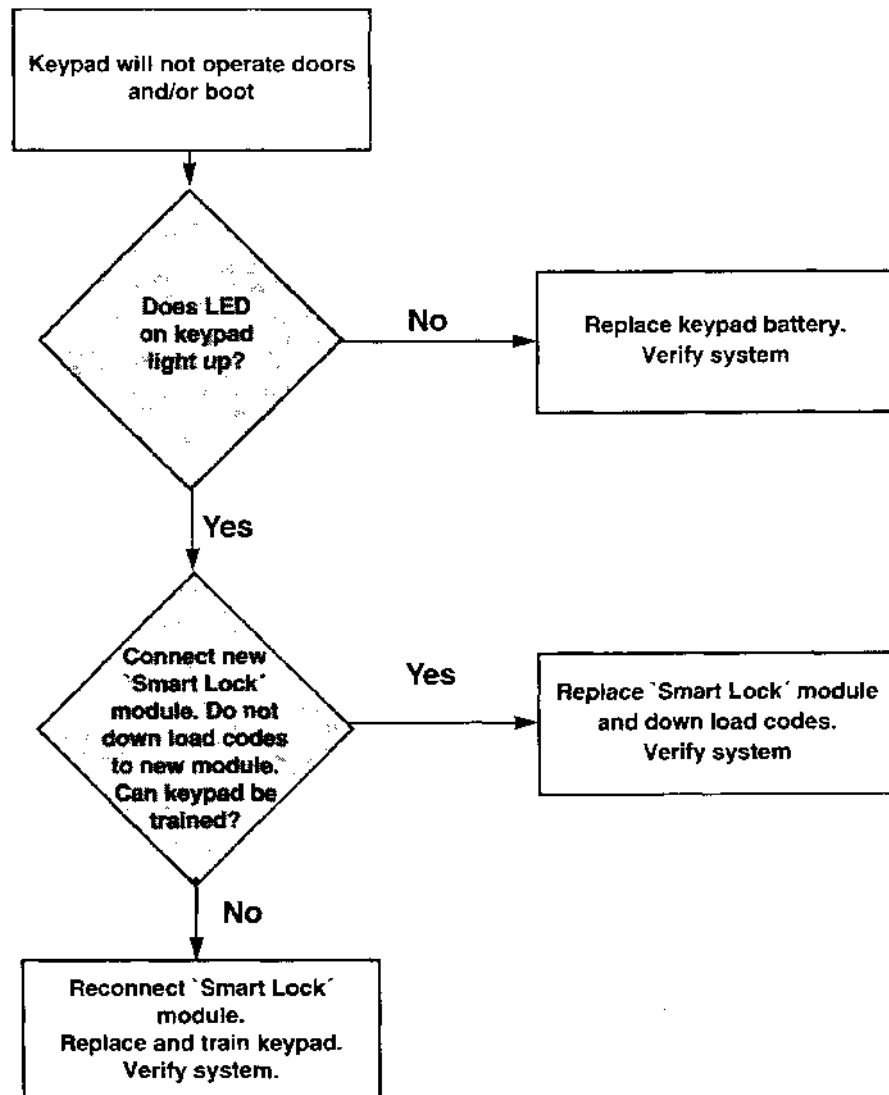 Keypad will not operate doors
and/or boot
Does LED
on keypad
light up?
No
Replace keypad battery.
Verify system
Yes
Connect new
`Smart Lock´
module. Do not
down load codes
to new module.
Can keypad be
trained?
Yes
Replace `Smart Lock´ module
and down load codes.
Verify system
No
Reconnect `Smart Lock´
module.
Replace and train keypad.
Verify system.